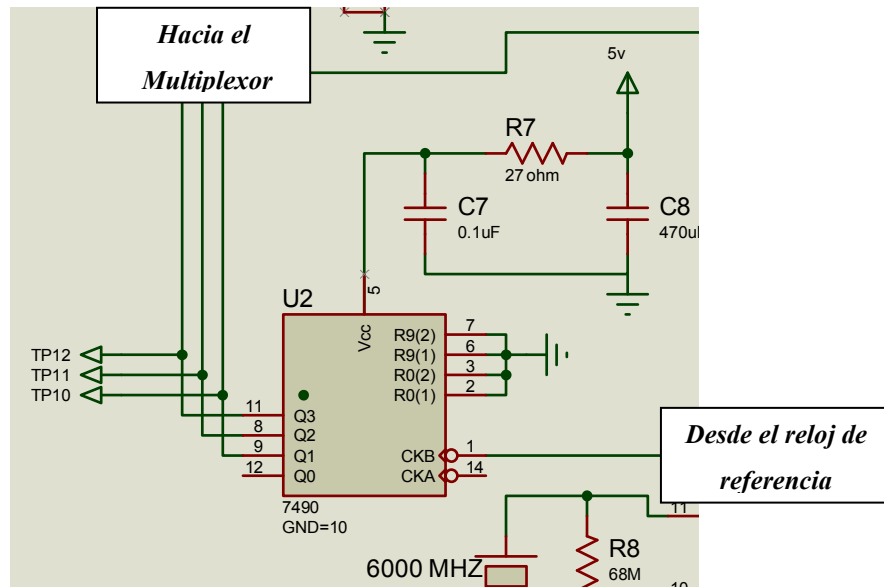 Hacia el
Multiplexor
5v
R7
27 ohm
C7
0.1uF
C8
5
Vcc
U2
TP12
TP11
TP10
R9(2)
7
R9(1)
6
R0(2)
3
R0(1)
2
11
Q3
8
Q2
9
Q1
12
Q0
CKB
1
CKA
14
7490
GND=10
Desde el reloj de
referencia
11
6000 MHZ
R8
68M